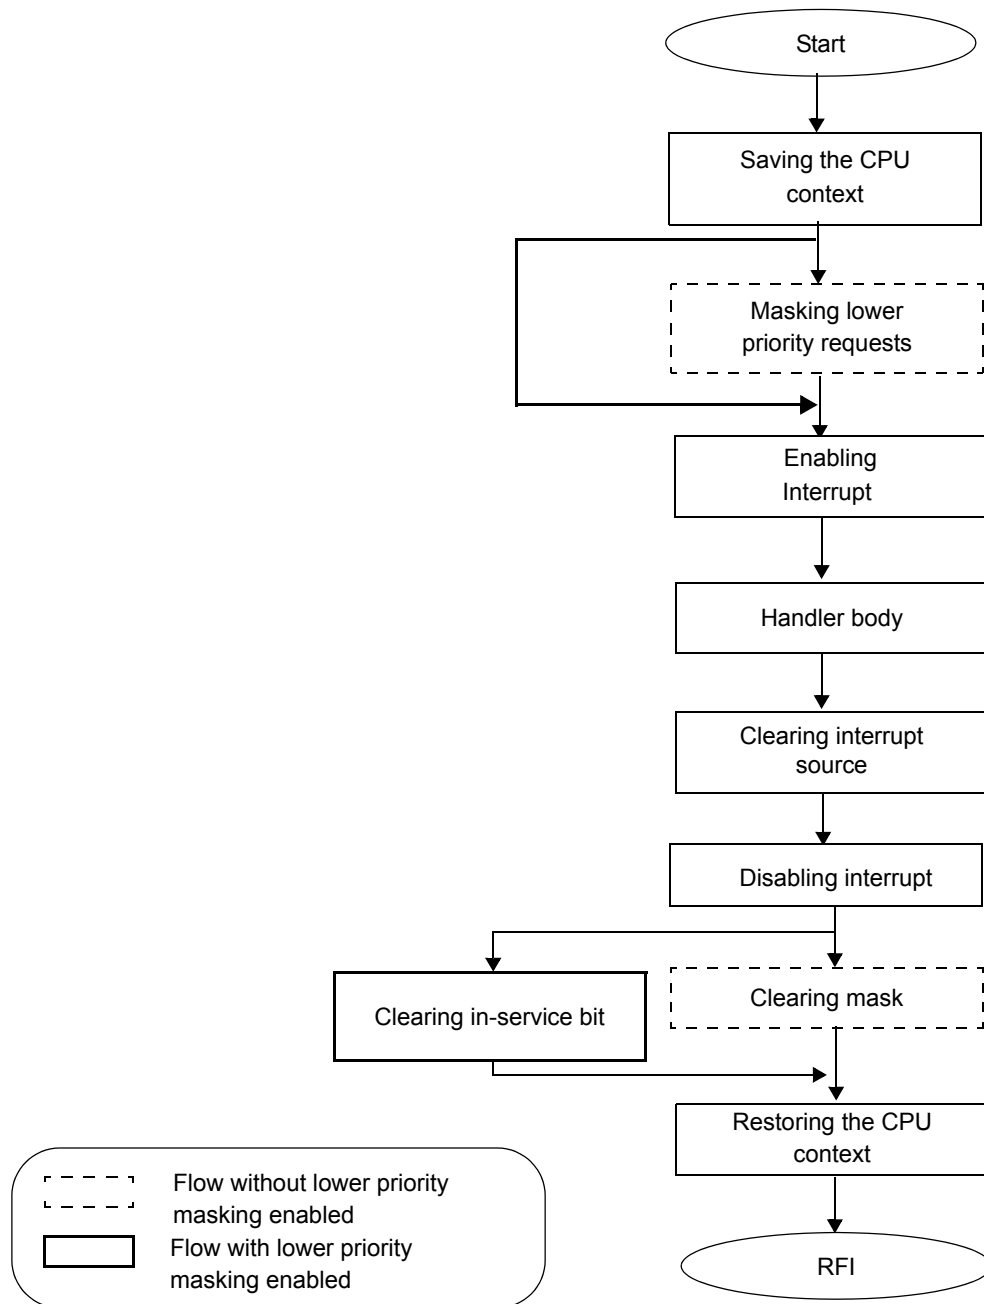 Start
Saving the CPU
context
Masking lower
priority requests
Enabling
Interrupt
Handler body
Clearing interrupt
source
Disabling interrupt
Clearing in-service bit
Clearing mask
Restoring the CPU
context
RFI
Flow without lower priority
masking enabled
Flow with lower priority
masking enabled